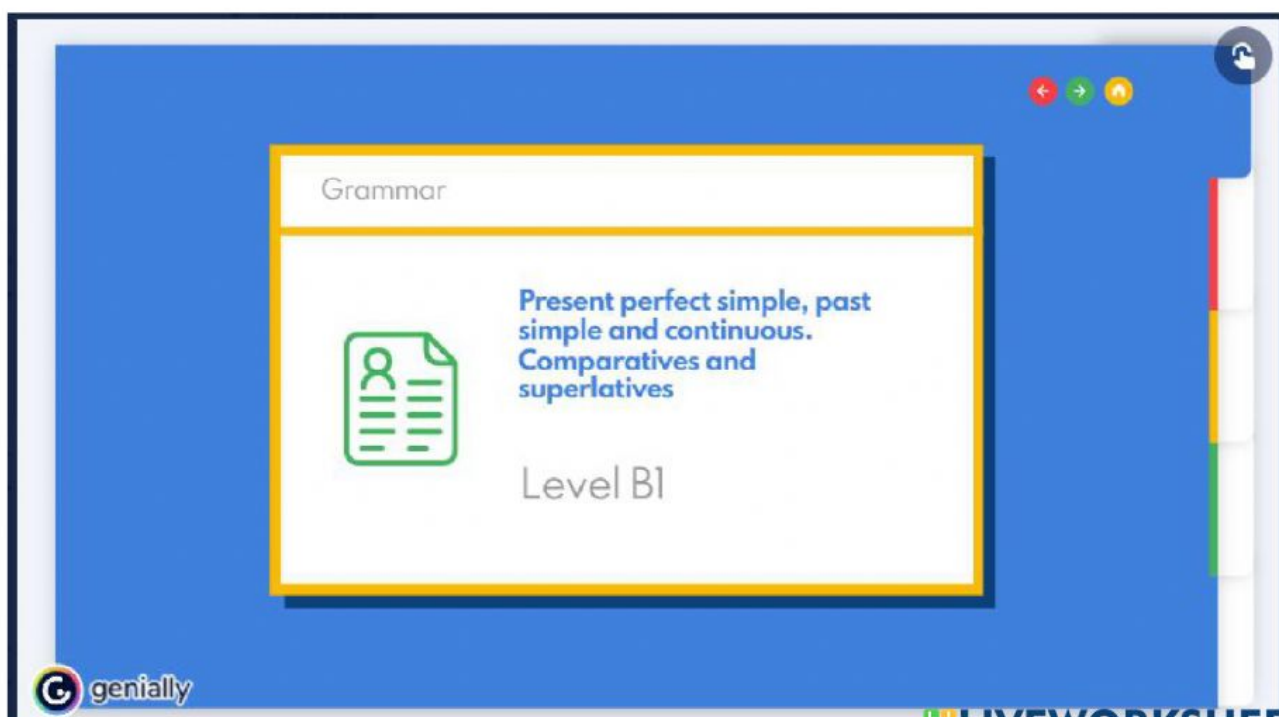 Grammar
Present perfect simple, past
simple and continuous.
Comparatives and
superlatives
Level B1
genially